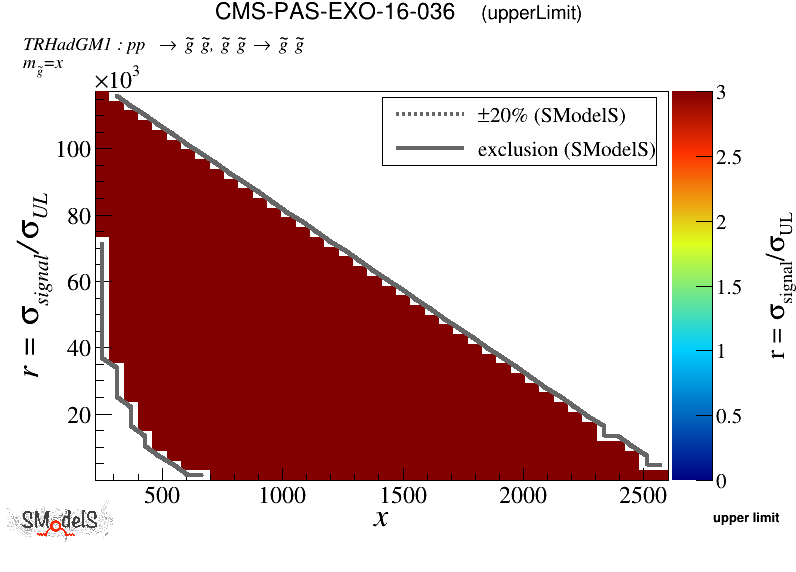 CMS-PAS-EXO-16-036 (upperLimit)
TRHadGM1 : pp → g̃ g̃, g̃ g̃ → g̃ g̃
m_g̃=x
×10³
±20% (SModelS)
exclusion (SModelS)
100
80
60
40
20
r = σ_signal/σ_UL
500
1000
1500
2000
2500
x
3
2.5
2
1.5
1
0.5
0
r = σ_signal/σ_UL
SModelS
upper limit